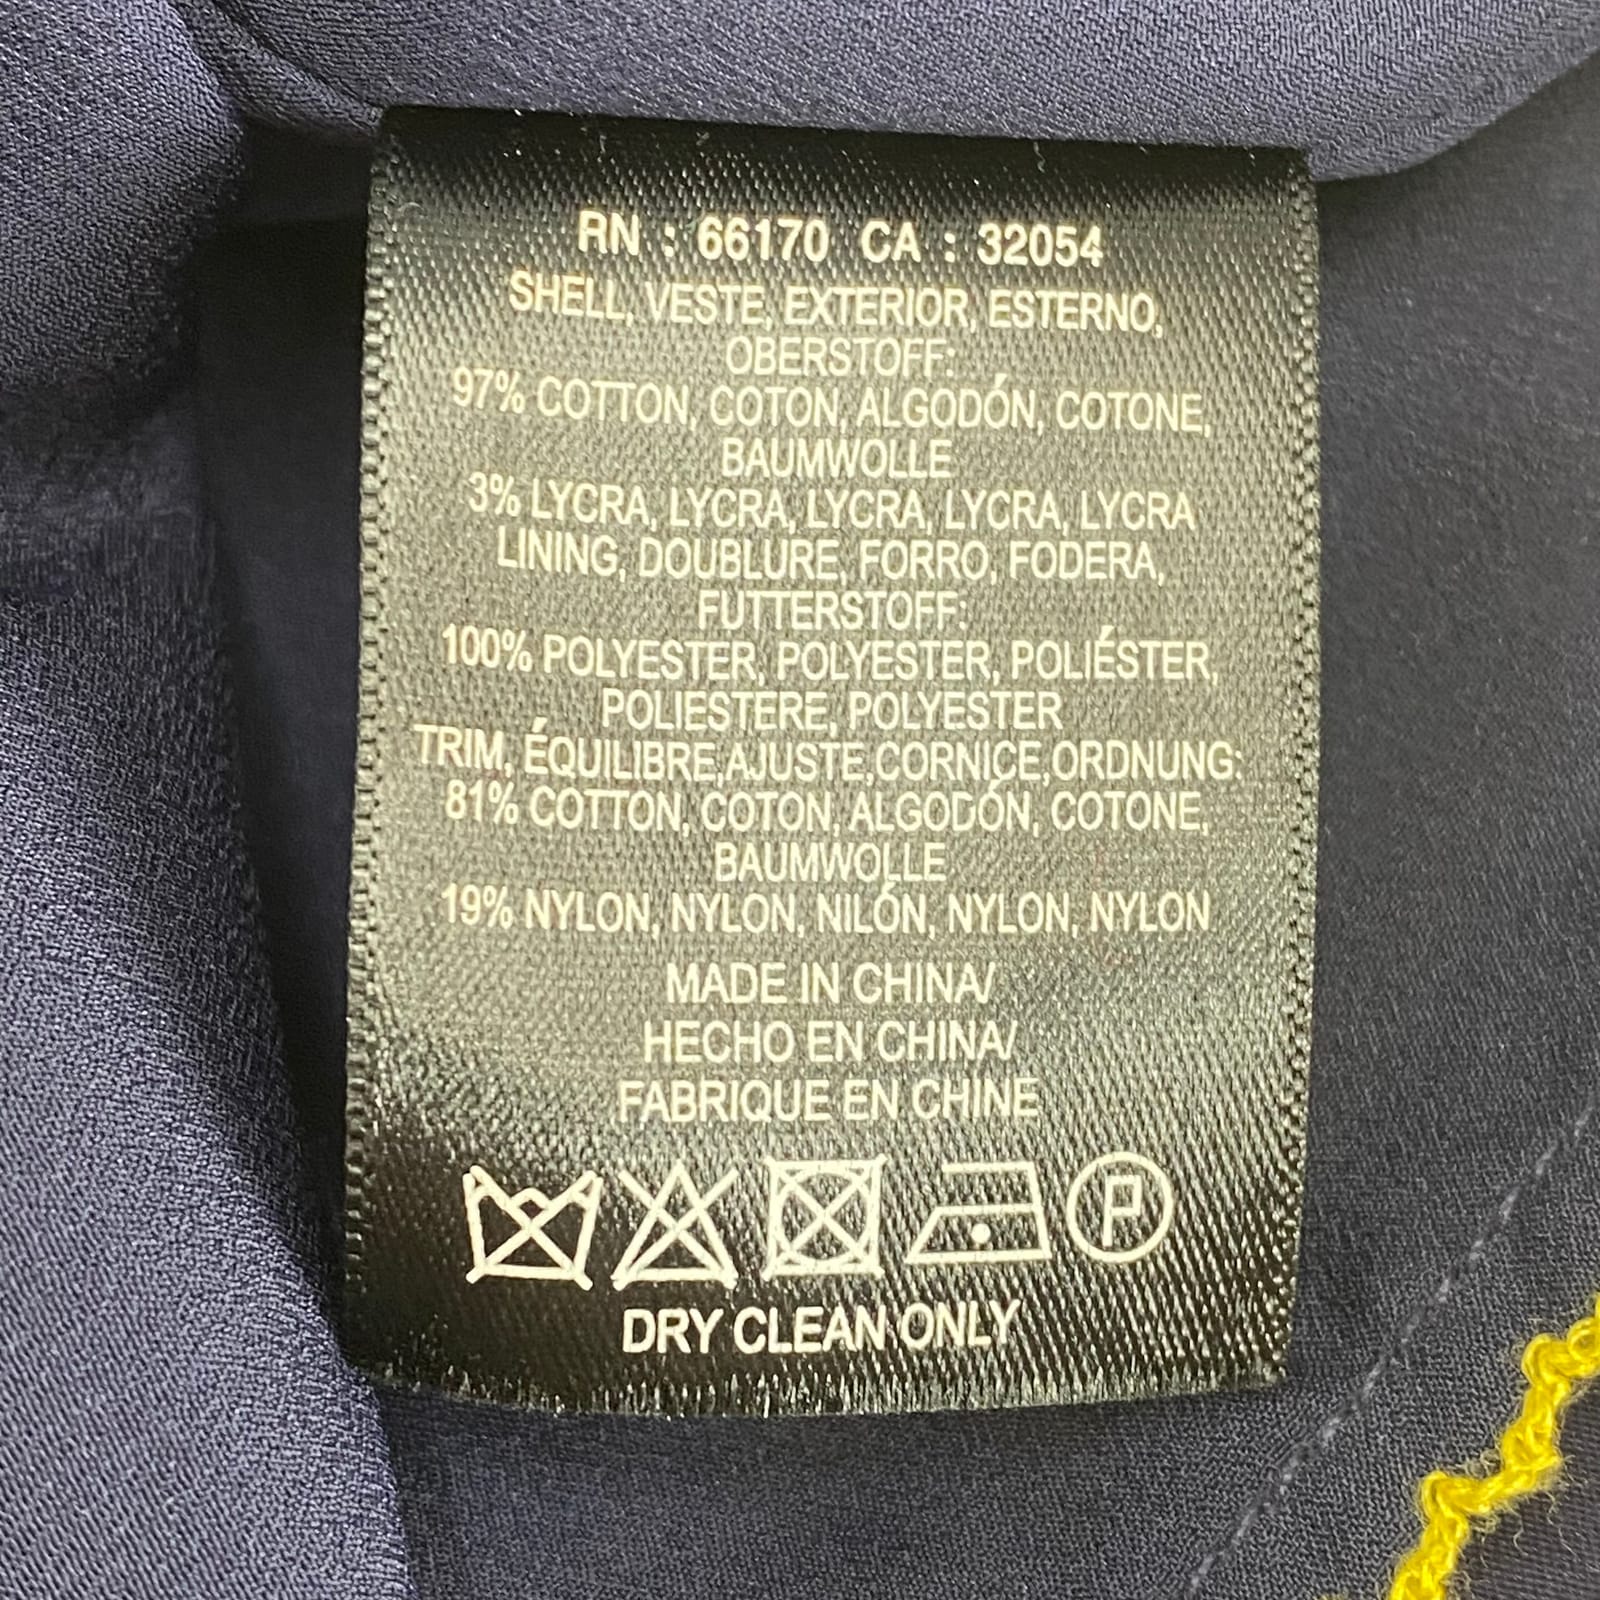 RN : 66170 CA : 32054
SHELL, VESTE, EXTERIOR, ESTERNO,
OBERSTOFF:
97% COTTON, COTON, ALGODÓN, COTONE,
BAUMWOLLE
3% LYCRA, LYCRA, LYCRA, LYCRA, LYCRA
LINING, DOUBLURE, FORRO, FODERA,
FUTTERSTOFF:
100% POLYESTER, POLYESTER, POLIÉSTER,
POLIESTERE, POLYESTER
TRIM, ÉQUILIBRE,AJUSTE,CORNICE,ORDNUNG:
81% COTTON, COTON, ALGODÓN, COTONE,
BAUMWOLLE
19% NYLON, NYLON, NILÓN, NYLON, NYLON
MADE IN CHINA/
HECHO EN CHINA/
FABRIQUE EN CHINE
P
DRY CLEAN ONLY